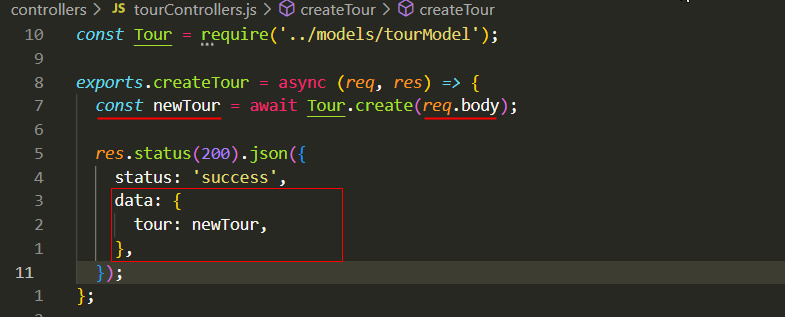 controllers > JS tourControllers.js > createTour > createTour
10 const Tour = require('../models/tourModel');
9
8 exports.createTour = async (req, res) => {
7 const newTour = await Tour.create(req.body);
6
5 res.status(200).json({
4 status: 'success',
3 data: {
2 tour: newTour,
1 },
11 });
1 };